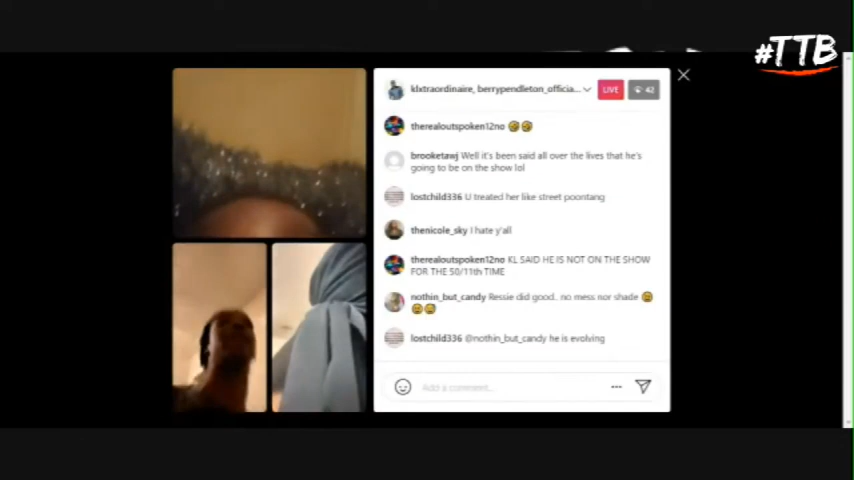 #TTB
klxtraordinaire, berrypendleton_officia...
LIVE
42
therealoutspoken12no
brooketawj Well it's been said all over the lives that he's
going to be on the show lol
lostchild336 U treated her like street poontang
thenicole_sky I hate y'all
therealoutspoken12no KL SAID HE IS NOT ON THE SHOW
FOR THE 50/11th TIME
nothin_but_candy Ressie did good.. no mess nor shade
lostchild336 @nothin_but_candy he is evolving
Add a comment...